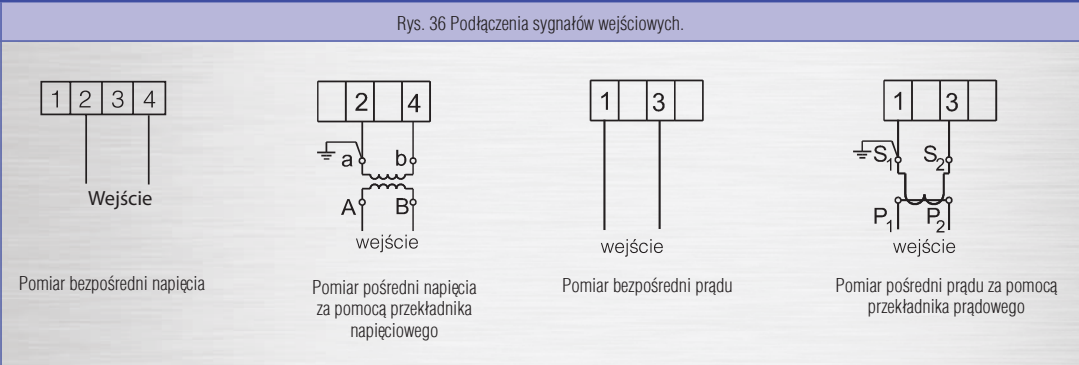 Rys. 36 Podłączenia sygnałów wejściowych.
1 2 3 4
Wejście
Pomiar bezpośredni napięcia
2 4
a b
A B
wejście
Pomiar pośredni napięcia
za pomocą przekładnika
napięciowego
1 3
wejście
Pomiar bezpośredni prądu
1 3
S1 S2
P1 P2
wejście
Pomiar pośredni prądu za pomocą
przekładnika prądowego